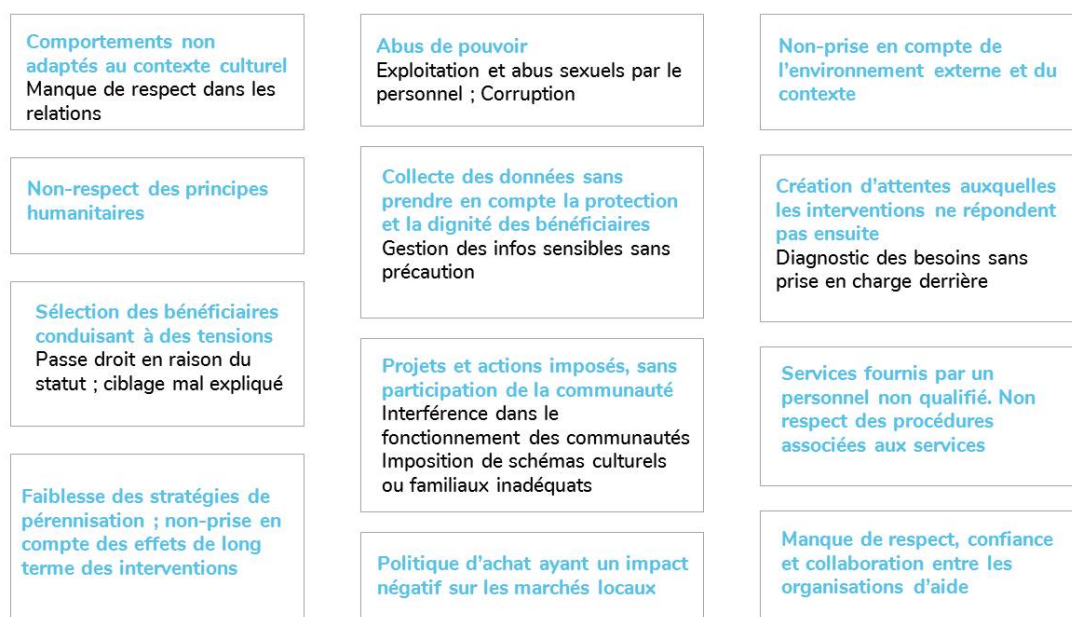 Comportements non
adaptés au contexte culturel
Manque de respect dans les
relations
Non-respect des principes
humanitaires
Sélection des bénéficiaires
conduisant à des tensions
Passe droit en raison du
statut ; ciblage mal expliqué
Faiblesse des stratégies de
pérennisation ; non-prise en
compte des effets de long
terme des interventions
Abus de pouvoir
Exploitation et abus sexuels par le
personnel ; Corruption
Collecte des données sans
prendre en compte la protection
et la dignité des bénéficiaires
Gestion des infos sensibles sans
précaution
Projets et actions imposés, sans
participation de la communauté
Interférence dans le
fonctionnement des communautés
Imposition de schémas culturels
ou familiaux inadéquats
Politique d’achat ayant un impact
négatif sur les marchés locaux
Non-prise en compte de
l’environnement externe et du
contexte
Création d’attentes auxquelles
les interventions ne répondent
pas ensuite
Diagnostic des besoins sans
prise en charge derrière
Services fournis par un
personnel non qualifié. Non
respect des procédures
associées aux services
Manque de respect, confiance
et collaboration entre les
organisations d’aide